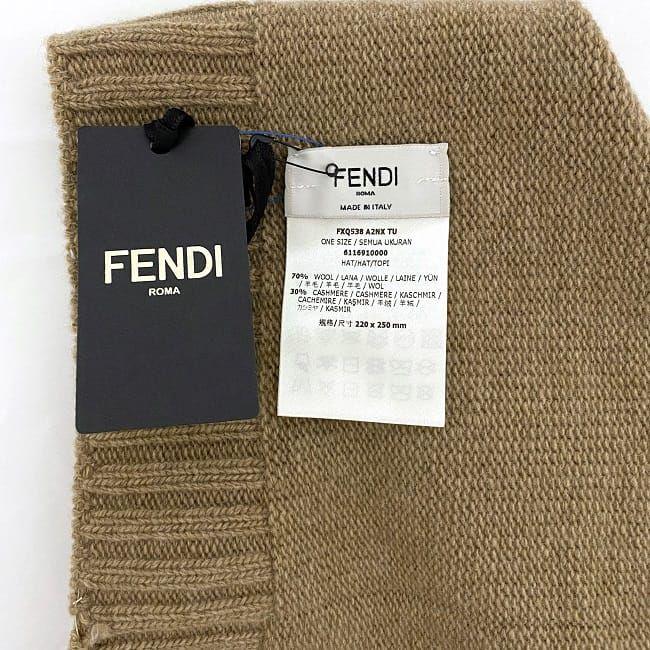 FENDI
ROMA
FENDI
ROMA
MADE IN ITALY
FXQ538 A2NX TU
ONE SIZE / SEMUA UKURAN
6116910000
HAT/HAT/TOPI
70% WOOL / LANA / WOLLE / LAINE / YÜN
/ 羊毛 / 羊毛 / 羊毛 / WOL
30% CASHMERE / CASHMERE / KASCHMIR /
CACHEMIRE / KAŞMIR / 羊绒 / 羊絨 /
カシミヤ / KASMIR
规格/尺寸 220 x 250 mm